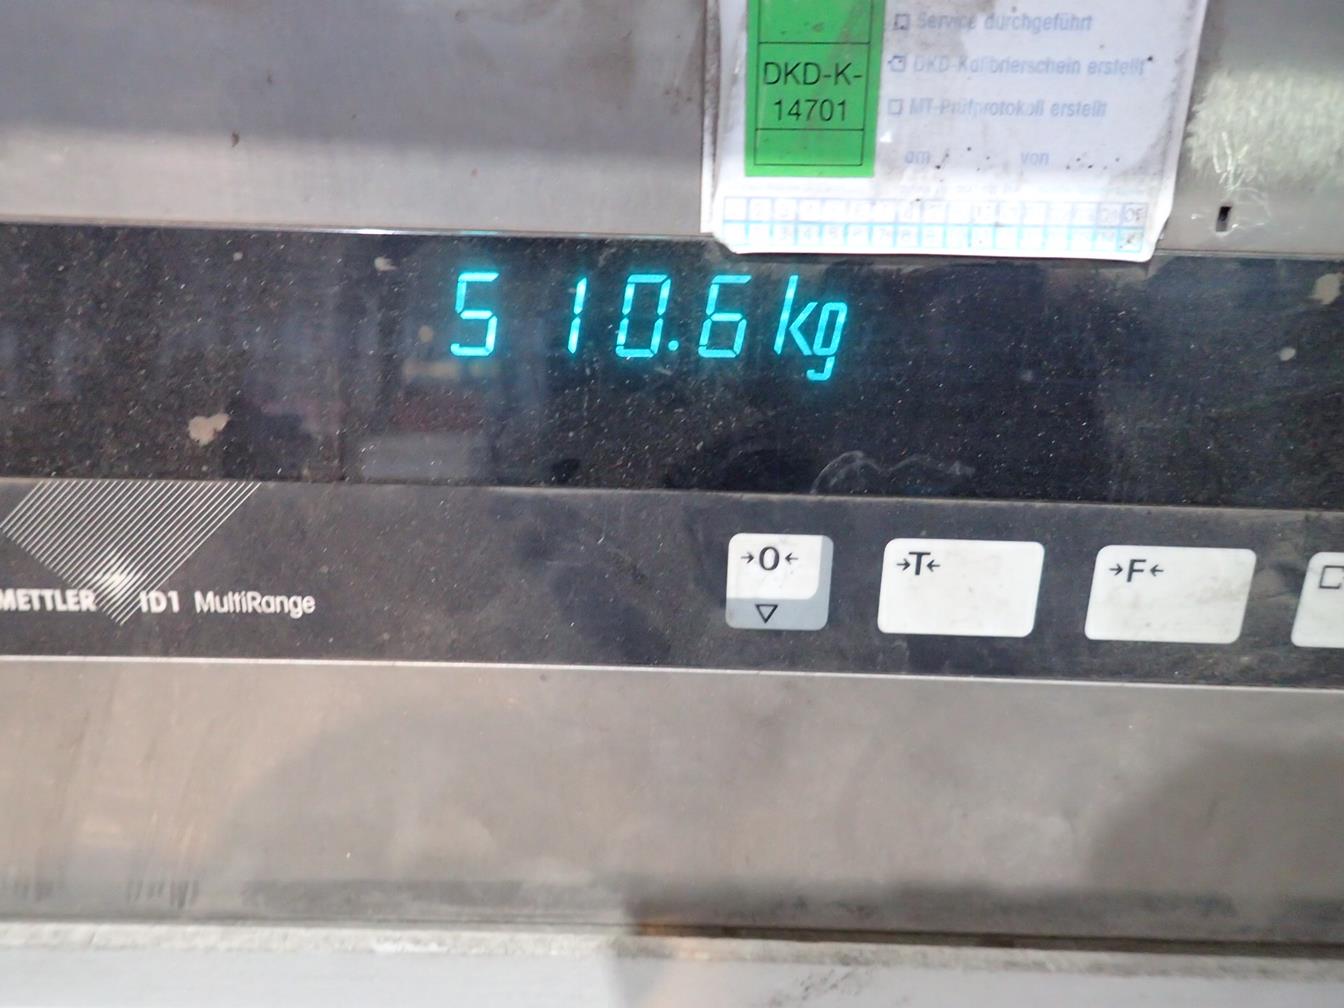 Service durchgeführt
DKD-K-
14701
DKD-Kalibrierschein erstellt
MT-Prüfprotokoll erstellt
am von
510.6 kg
→0←
→T←
→F←
METTLER ID1 MultiRange